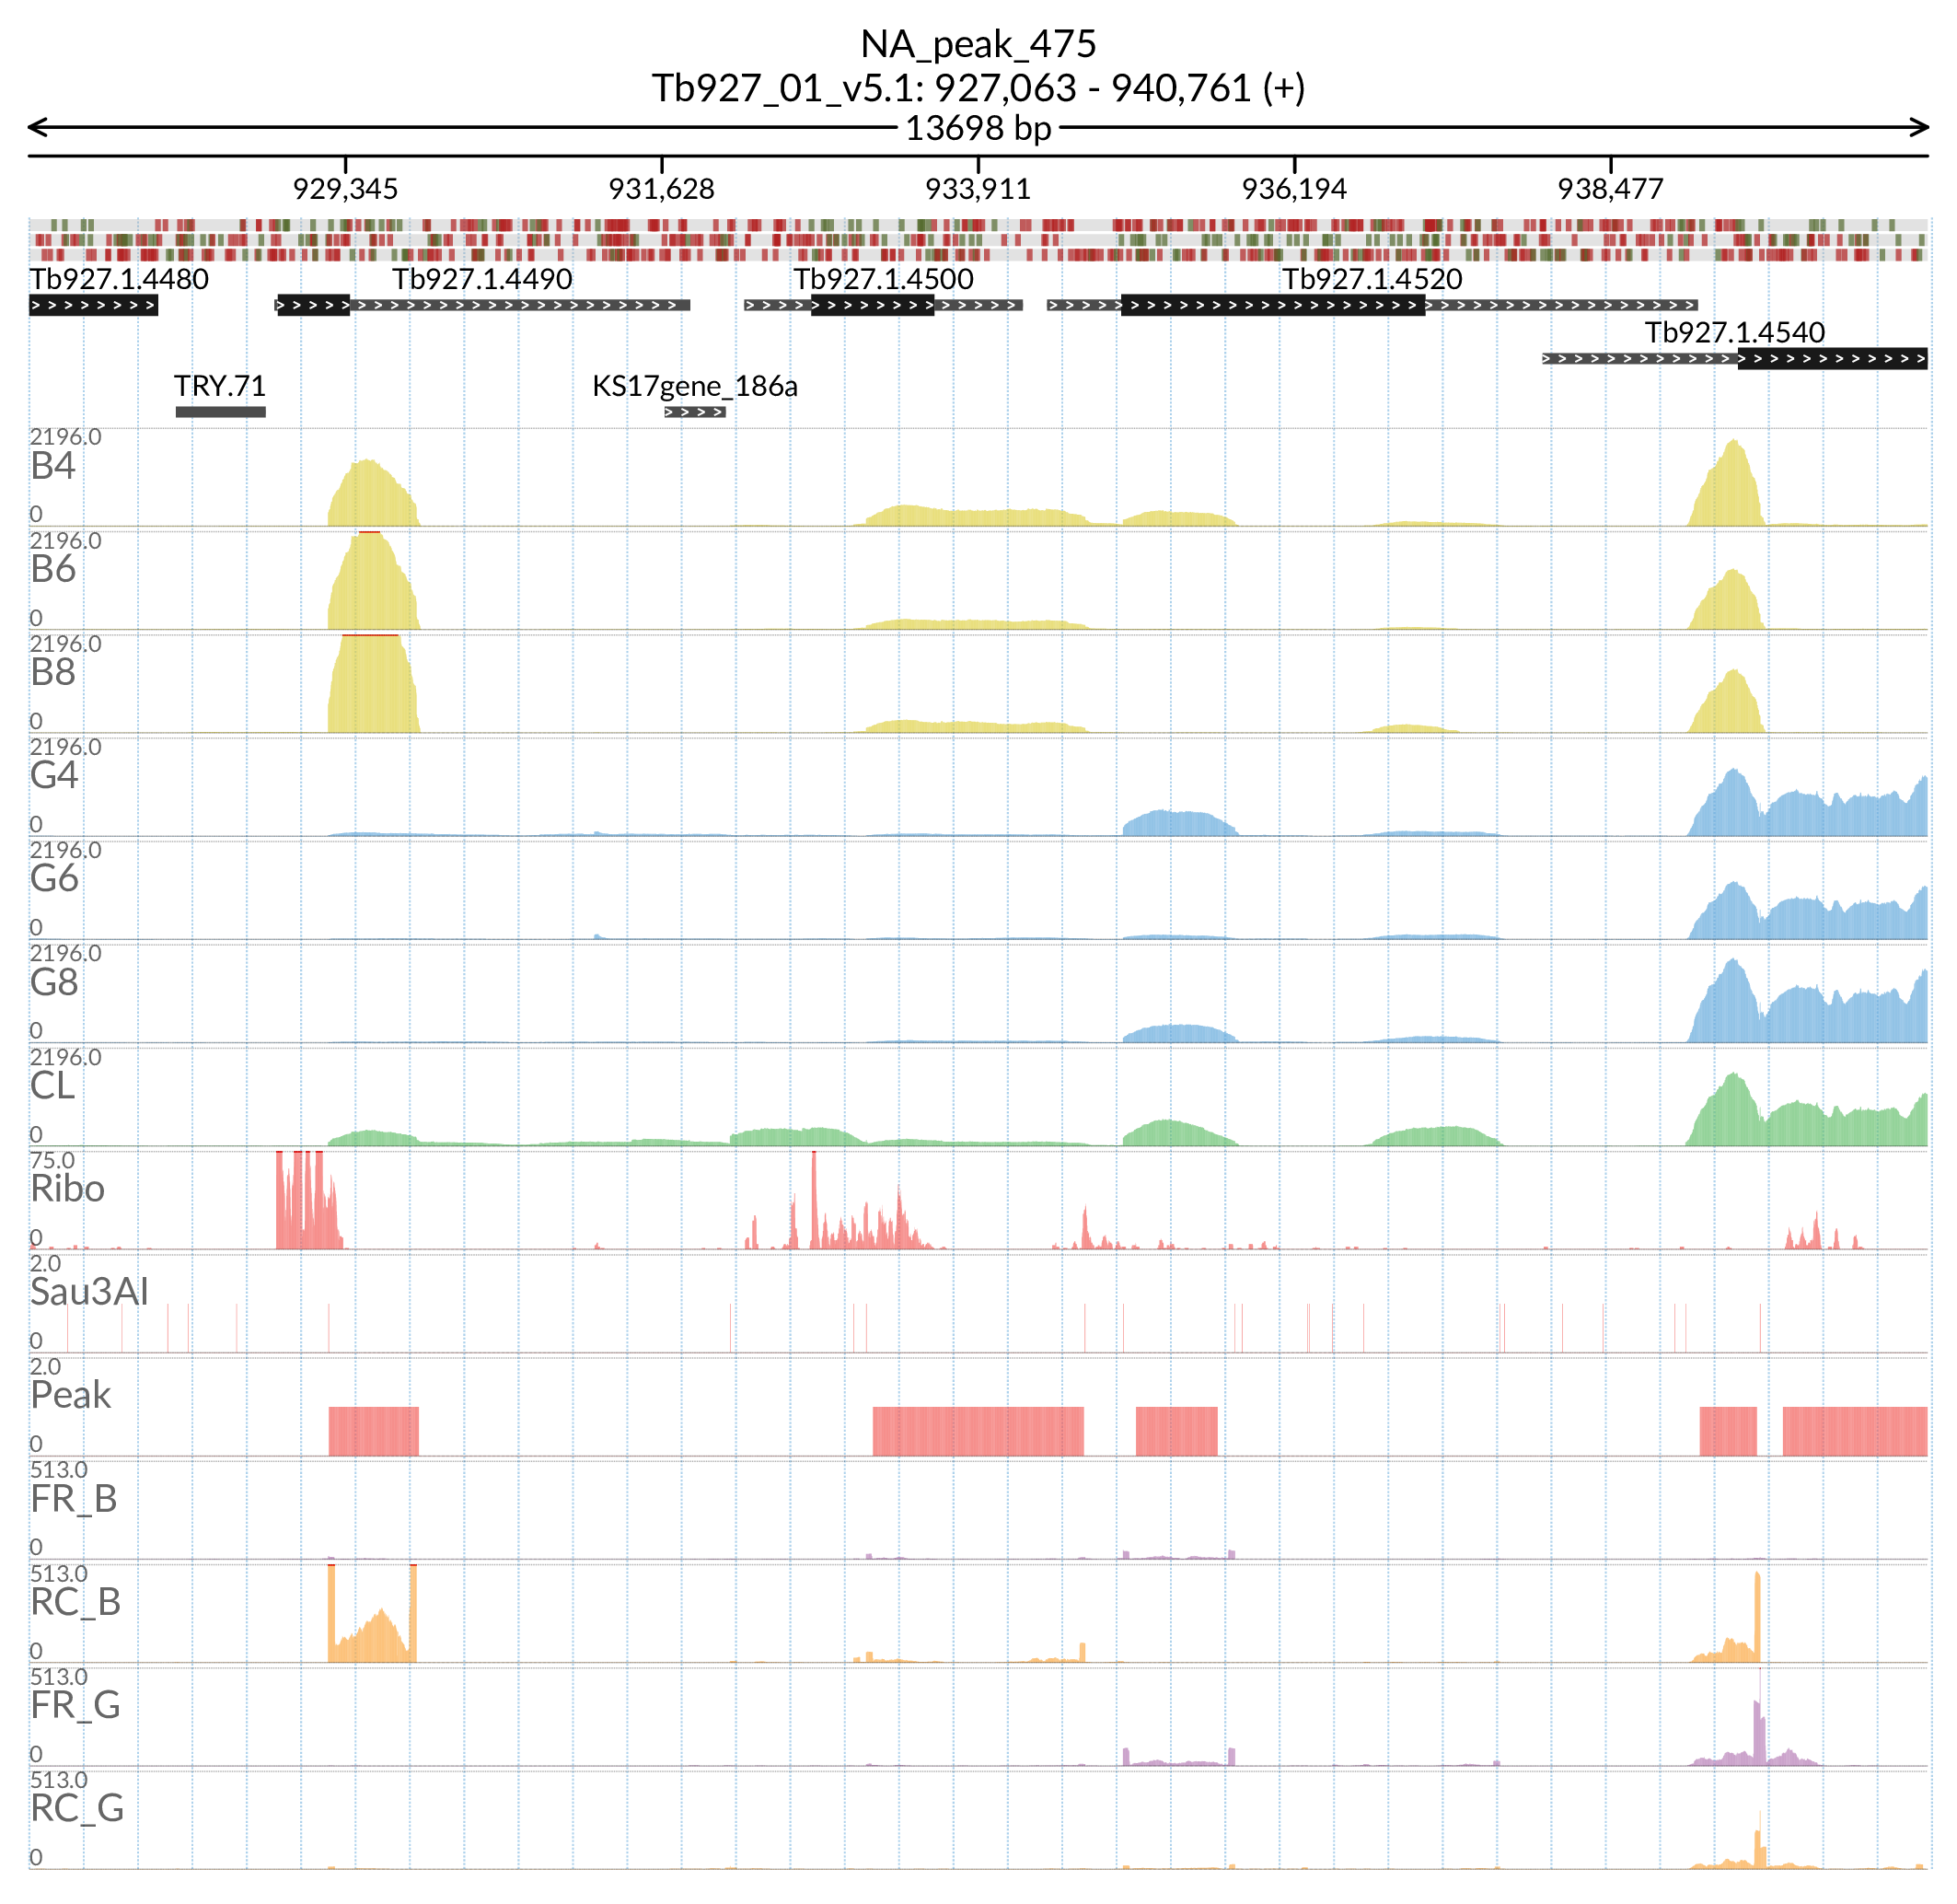 NA_peak_475
Tb927_01_v5.1: 927,063 - 940,761 (+)
13698 bp
929,345 931,628 933,911 936,194 938,477
Tb927.1.4480 Tb927.1.4490 Tb927.1.4500 Tb927.1.4520
Tb927.1.4540
TRY.71 KS17gene_186a
2196.0
B4
0
2196.0
B6
0
2196.0
B8
0
2196.0
G4
0
2196.0
G6
0
2196.0
G8
0
2196.0
CL
0
75.0
Ribo
0
2.0
Sau3AI
0
2.0
Peak
0
513.0
FR_B
0
513.0
RC_B
0
513.0
FR_G
0
513.0
RC_G
0